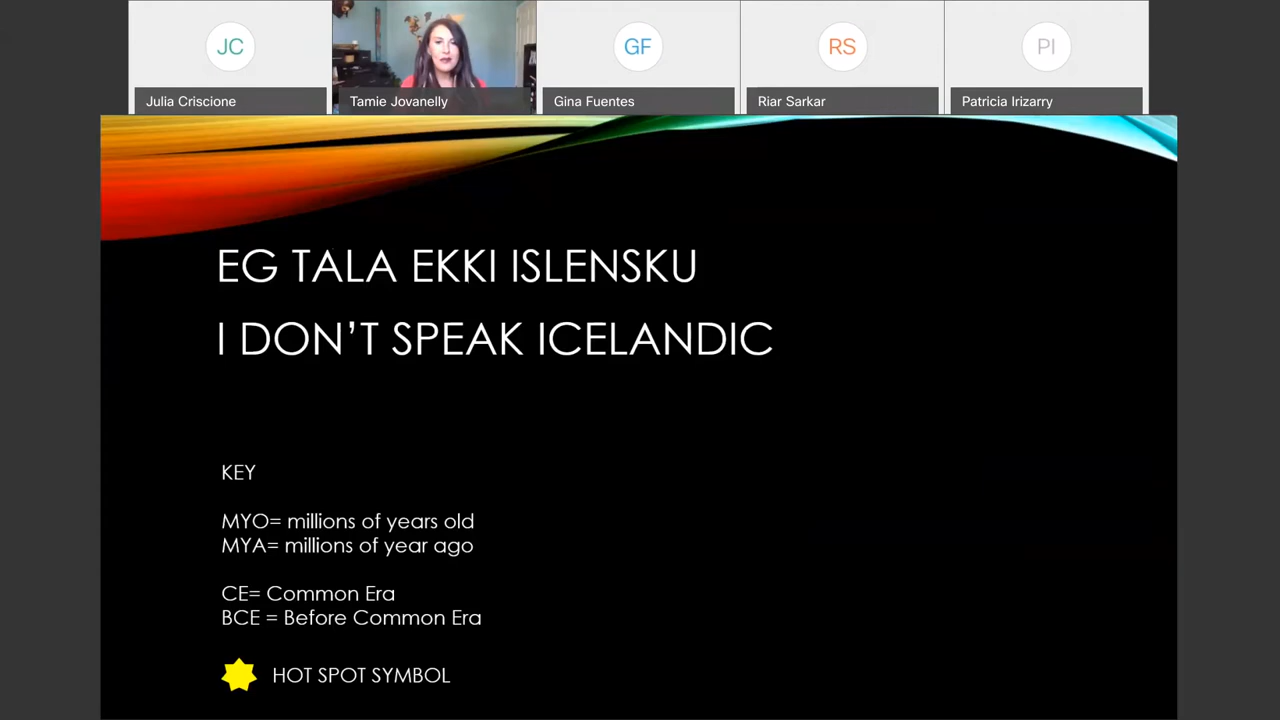 JC
GF
RS
PI
Julia Criscione
Tamie Jovanelly
Gina Fuentes
Riar Sarkar
Patricia Irizarry
EG TALA EKKI ISLENSKU
I DON'T SPEAK ICELANDIC
KEY
MYO= millions of years old
MYA= millions of year ago
CE= Common Era
BCE = Before Common Era
HOT SPOT SYMBOL